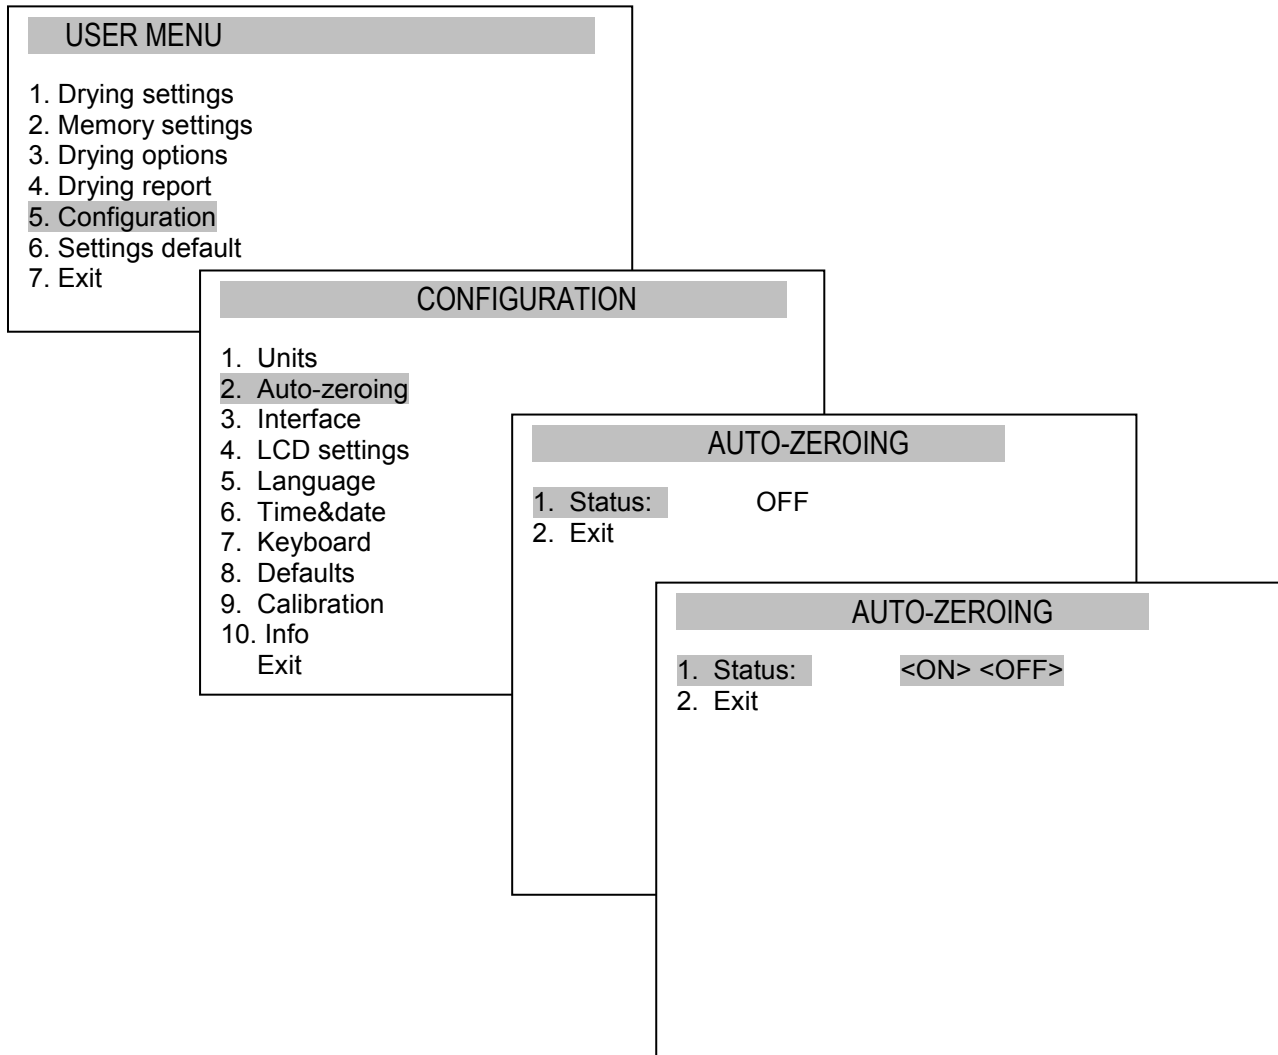 USER MENU
1. Drying settings
2. Memory settings
3. Drying options
4. Drying report
5. Configuration
6. Settings default
7. Exit
CONFIGURATION
1. Units
2. Auto-zeroing
3. Interface
4. LCD settings
5. Language
6. Time&date
7. Keyboard
8. Defaults
9. Calibration
10. Info
Exit
AUTO-ZEROING
1. Status: OFF
2. Exit
AUTO-ZEROING
1. Status: <ON> <OFF>
2. Exit